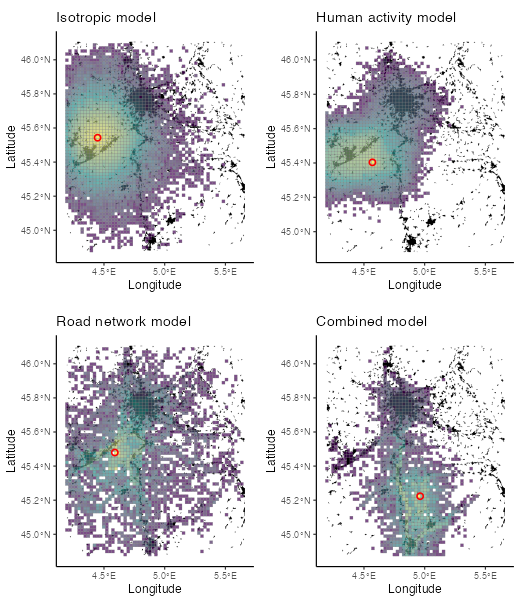 Isotropic model
Human activity model
46.0°N
45.8°N
45.6°N
45.4°N
45.2°N
45.0°N
Latitude
4.5°E 5.0°E 5.5°E
Longitude
46.0°N
45.8°N
45.6°N
45.4°N
45.2°N
45.0°N
Latitude
4.5°E 5.0°E 5.5°E
Longitude
Road network model
Combined model
46.0°N
45.8°N
45.6°N
45.4°N
45.2°N
45.0°N
Latitude
4.5°E 5.0°E 5.5°E
Longitude
46.0°N
45.8°N
45.6°N
45.4°N
45.2°N
45.0°N
Latitude
4.5°E 5.0°E 5.5°E
Longitude